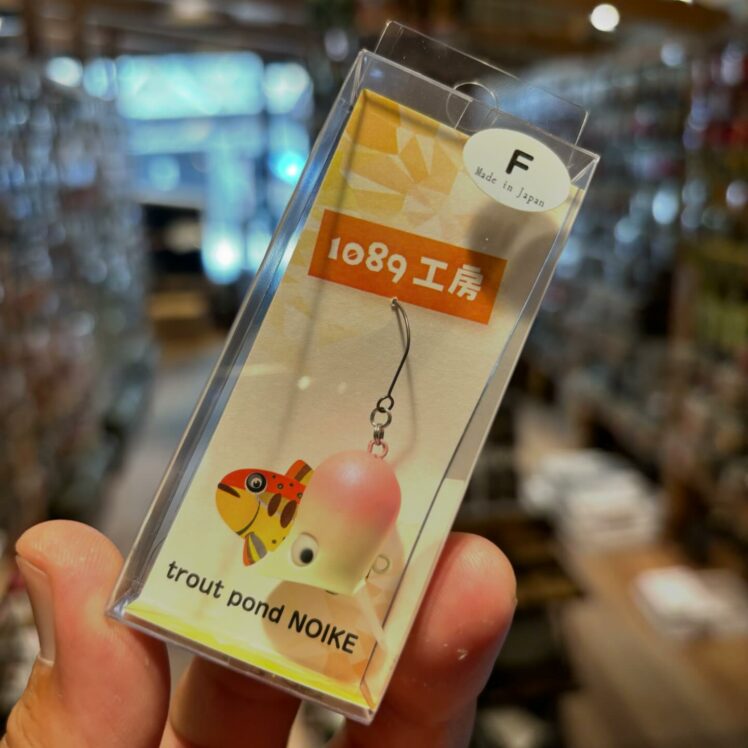 F
Made in Japan
1089工房
trout pond NOIKE